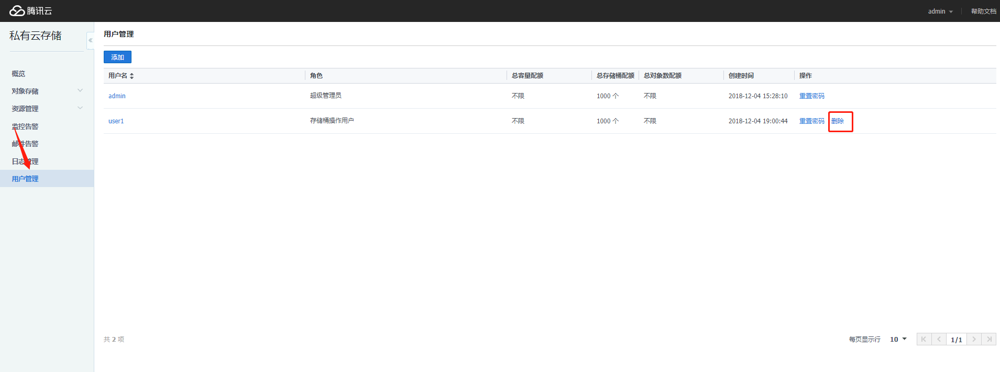 腾讯云
admin
帮助文档
私有云存储
概览
对象存储
资源管理
监控告警
邮件告警
日志管理
用户管理
用户管理
添加
用户名 角色 总容量配额 总存储桶配额 总对象数配额 创建时间 操作
admin 超级管理员 不限 1000 个 不限 2018-12-04 15:28:10 重置密码
user1 存储桶操作用户 不限 1000 个 不限 2018-12-04 19:00:44 重置密码 删除
共 2 项
每页显示行 10 1/1